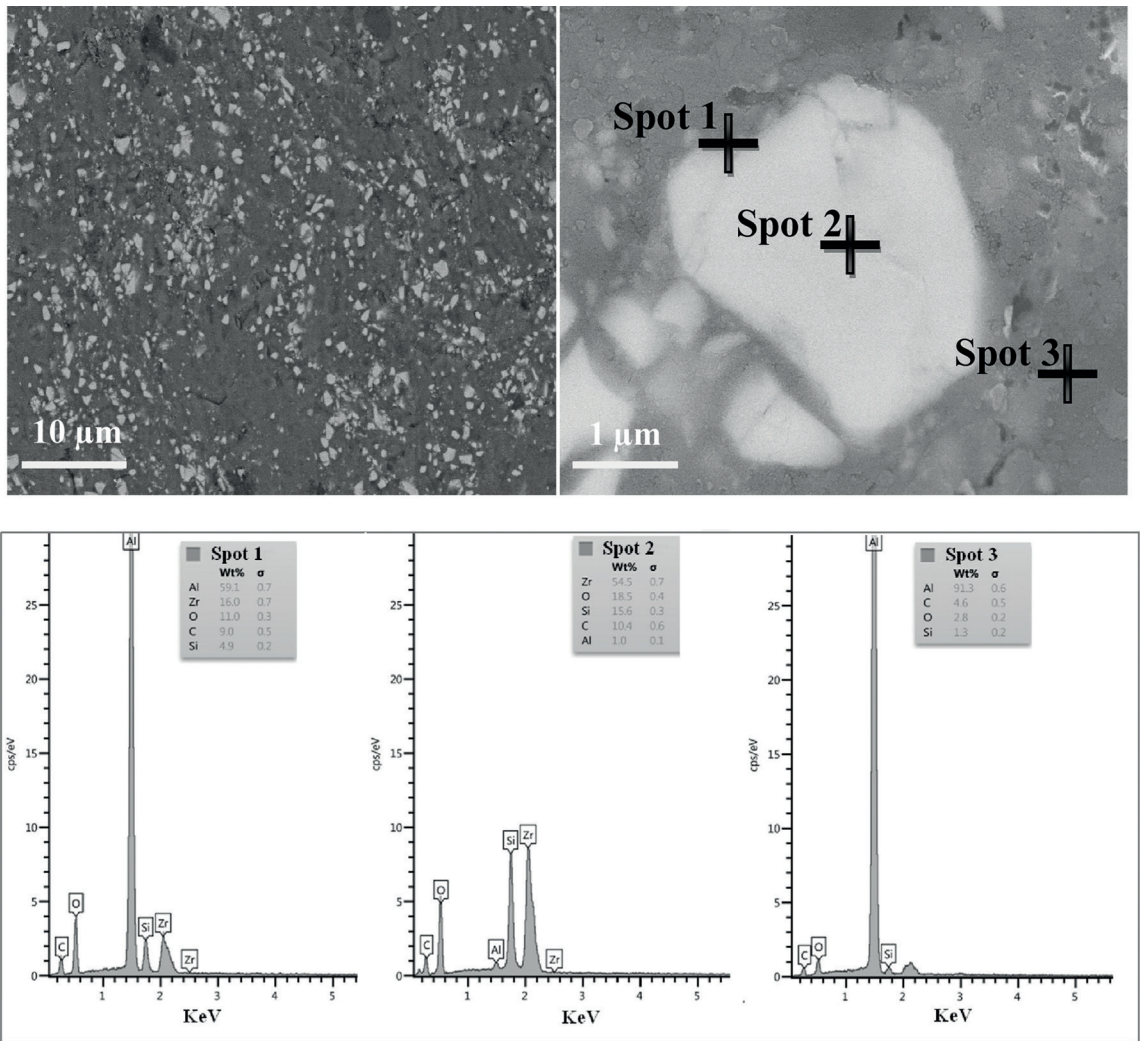 Spot 1
Spot 2
Spot 3
10 µm
1 µm
Al
Spot 1
Wt% σ
Al 59.1 0.7
Zr 16.0 0.7
O 11.0 0.3
C 9.0 0.5
Si 4.9 0.2
25
20
15
10
5
0
cps/eV
C
O
Si
Zr
Zr
1 2 3 4 5
KeV
Spot 2
Wt% σ
Zr 54.5 0.7
O 18.5 0.4
Si 15.6 0.3
C 10.4 0.6
Al 1.0 0.1
25
20
15
10
5
0
cps/eV
C
O
Al
Si
Zr
Zr
1 2 3 4 5
KeV
Al
Spot 3
Wt% σ
Al 91.3 0.6
C 4.6 0.5
O 2.8 0.2
Si 1.3 0.2
25
20
15
10
5
0
cps/eV
C
O
Si
1 2 3 4 5
KeV